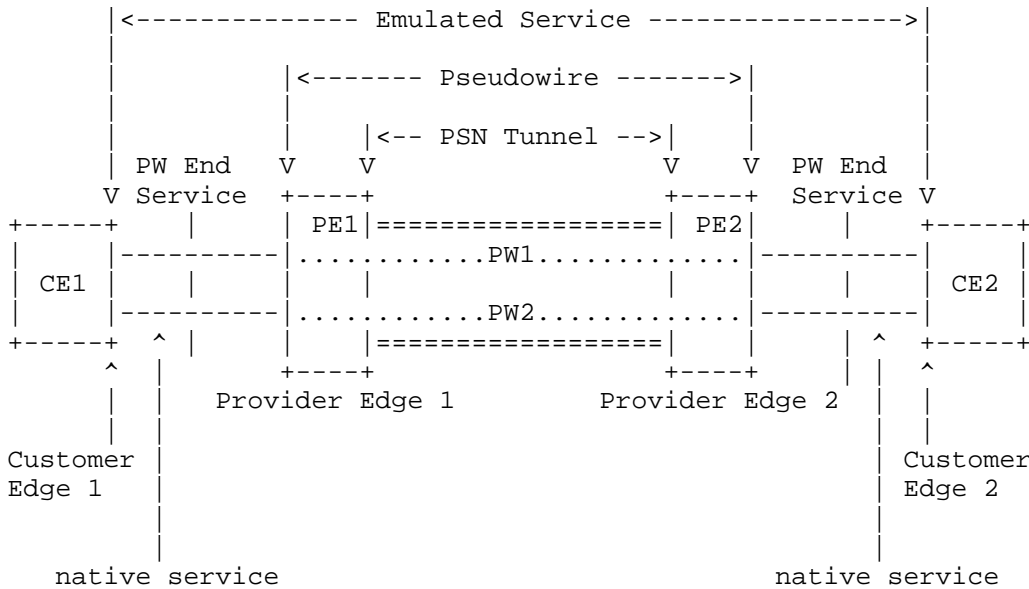 |<-------------- Emulated Service ---------------->|
|<------- Pseudowire ------->|
|<-- PSN Tunnel -->|
PW End V V V V PW End
V Service +----+ +----+ Service V
+-----+ | | PE1|==================| PE2| | +-----+
| |----------|............PW1.............|----------| |
| CE1 | | | | | | | | CE2 |
| |----------|............PW2.............|----------| |
+-----+ ^ | | |==================| | | ^ +-----+
^ | +----+ +----+ | | ^
| | Provider Edge 1 Provider Edge 2 | |
| | | |
Customer | | Customer
Edge 1 | | Edge 2
| |
| |
native service native service